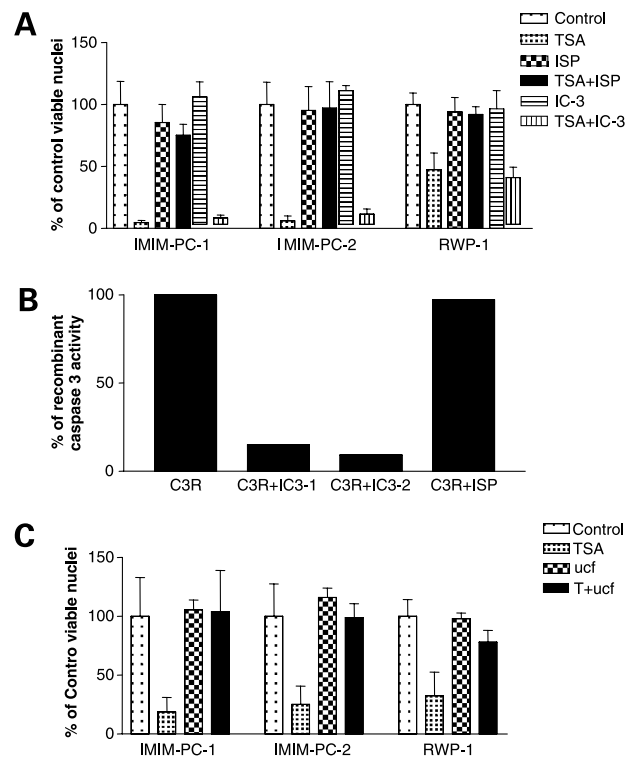 A
Control
TSA
ISP
TSA+ISP
IC-3
TSA+IC-3
% of control viable nuclei
150
100
50
0
IMIM-PC-1
IMIM-PC-2
RWP-1
B
% of recombinant
caspase 3 activity
100
50
0
C3R
C3R+IC3-1
C3R+IC3-2
C3R+ISP
C
Control
TSA
ucf
T+ucf
% of Contro viable nuclei
150
100
50
0
IMIM-PC-1
IMIM-PC-2
RWP-1